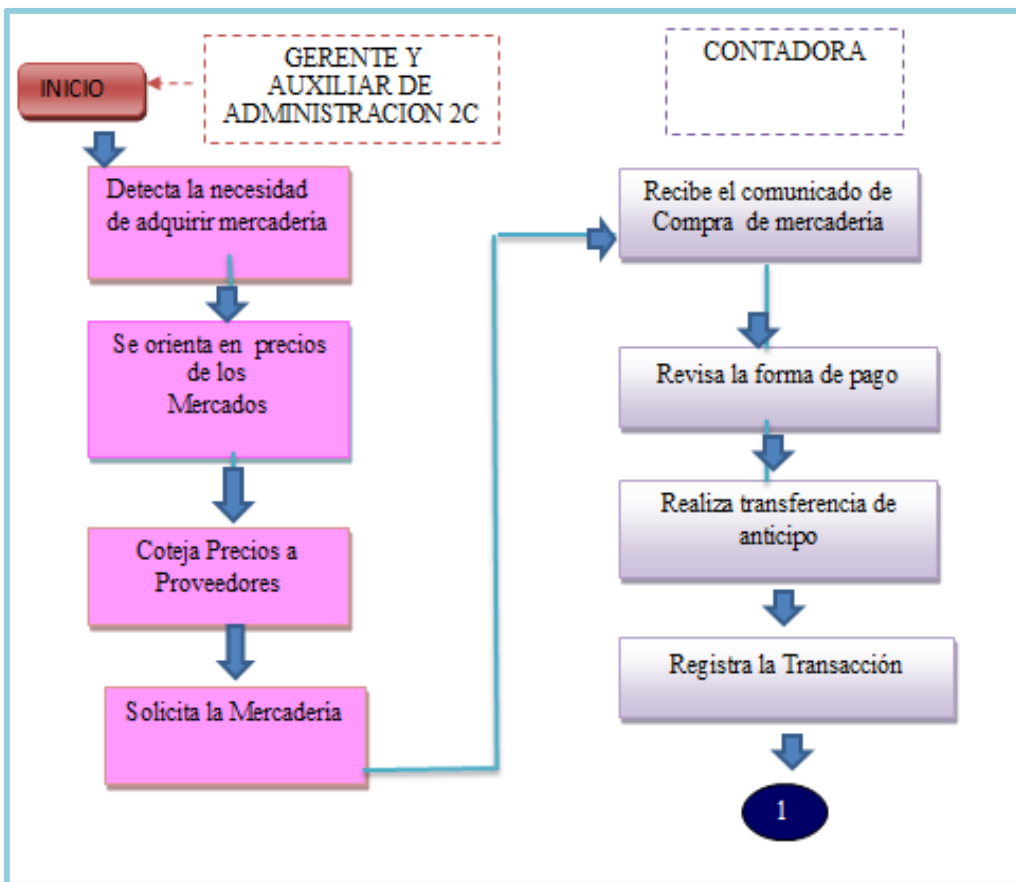 INICIO
GERENTE Y
AUXILIAR DE
ADMINISTRACION 2C
Detecta la necesidad
de adquirir mercaderia
Se orienta en precios
de los
Mercados
Coteja Precios a
Proveedores
Solicita la Mercaderia
CONTADORA
Recibe el comunicado de
Compra de mercaderia
Revisa la forma de pago
Realiza transferencia de
anticipo
Registra la Transacción
1